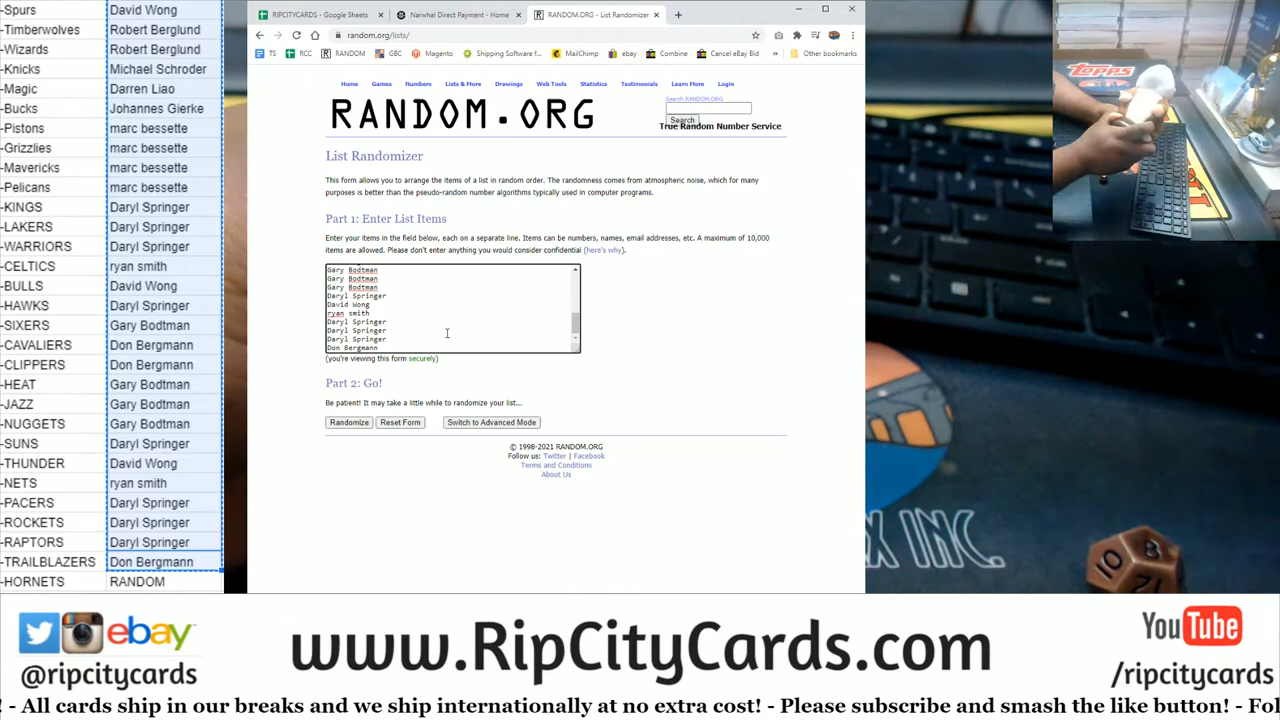 -Spurs David Wong
-Timberwolves Robert Berglund
-Wizards Robert Berglund
-Knicks Michael Schroder
-Magic Darren Liao
-Bucks Johannes Gierke
-Pistons marc bessette
-Grizzlies marc bessette
-Mavericks marc bessette
-Pelicans marc bessette
-KINGS Daryl Springer
-LAKERS Daryl Springer
-WARRIORS Daryl Springer
-CELTICS ryan smith
-BULLS David Wong
-HAWKS Daryl Springer
-SIXERS Gary Bodtman
-CAVALIERS Don Bergmann
-CLIPPERS Don Bergmann
-HEAT Gary Bodtman
-JAZZ Gary Bodtman
-NUGGETS Gary Bodtman
-SUNS Daryl Springer
-THUNDER David Wong
-NETS ryan smith
-PACERS Daryl Springer
-ROCKETS Daryl Springer
-RAPTORS Daryl Springer
-TRAILBLAZERS Don Bergmann
-HORNETS RANDOM
RIPCITYCARDS - Google Sheets
Narwhal Direct Payment - Home
RANDOM.ORG - List Randomizer
random.org/lists/
TS RCC RANDOM GBC Magento Shipping Software f... MailChimp ebay Combine Cancel eBay Bid Other bookmarks
Home Games Numbers Lists & More Drawings Web Tools Statistics Testimonials Learn More Login
RANDOM.ORG
Search RANDOM.ORG
Search
True Random Number Service
List Randomizer
This form allows you to arrange the items of a list in random order. The randomness comes from atmospheric noise, which for many
purposes is better than the pseudo-random number algorithms typically used in computer programs.
Part 1: Enter List Items
Enter your items in the field below, each on a separate line. Items can be numbers, names, email addresses, etc. A maximum of 10,000
items are allowed. Please don't enter anything you would consider confidential (here's why).
Gary Bodtman
Gary Bodtman
Gary Bodtman
Daryl Springer
David Wong
ryan smith
Daryl Springer
Daryl Springer
Daryl Springer
Don Bergmann
(you're viewing this form securely)
Part 2: Go!
Be patient! It may take a little while to randomize your list...
Randomize Reset Form Switch to Advanced Mode
© 1998-2021 RANDOM.ORG
Follow us: Twitter | Facebook
Terms and Conditions
About Us
Topps
X INC.
10 8
ebay
@ripcitycards
www.RipCityCards.com
YouTube
/ripcitycards
! - All cards ship in our breaks and we ship internationally at no extra cost! - Please subscribe and smash the like button! - Fol